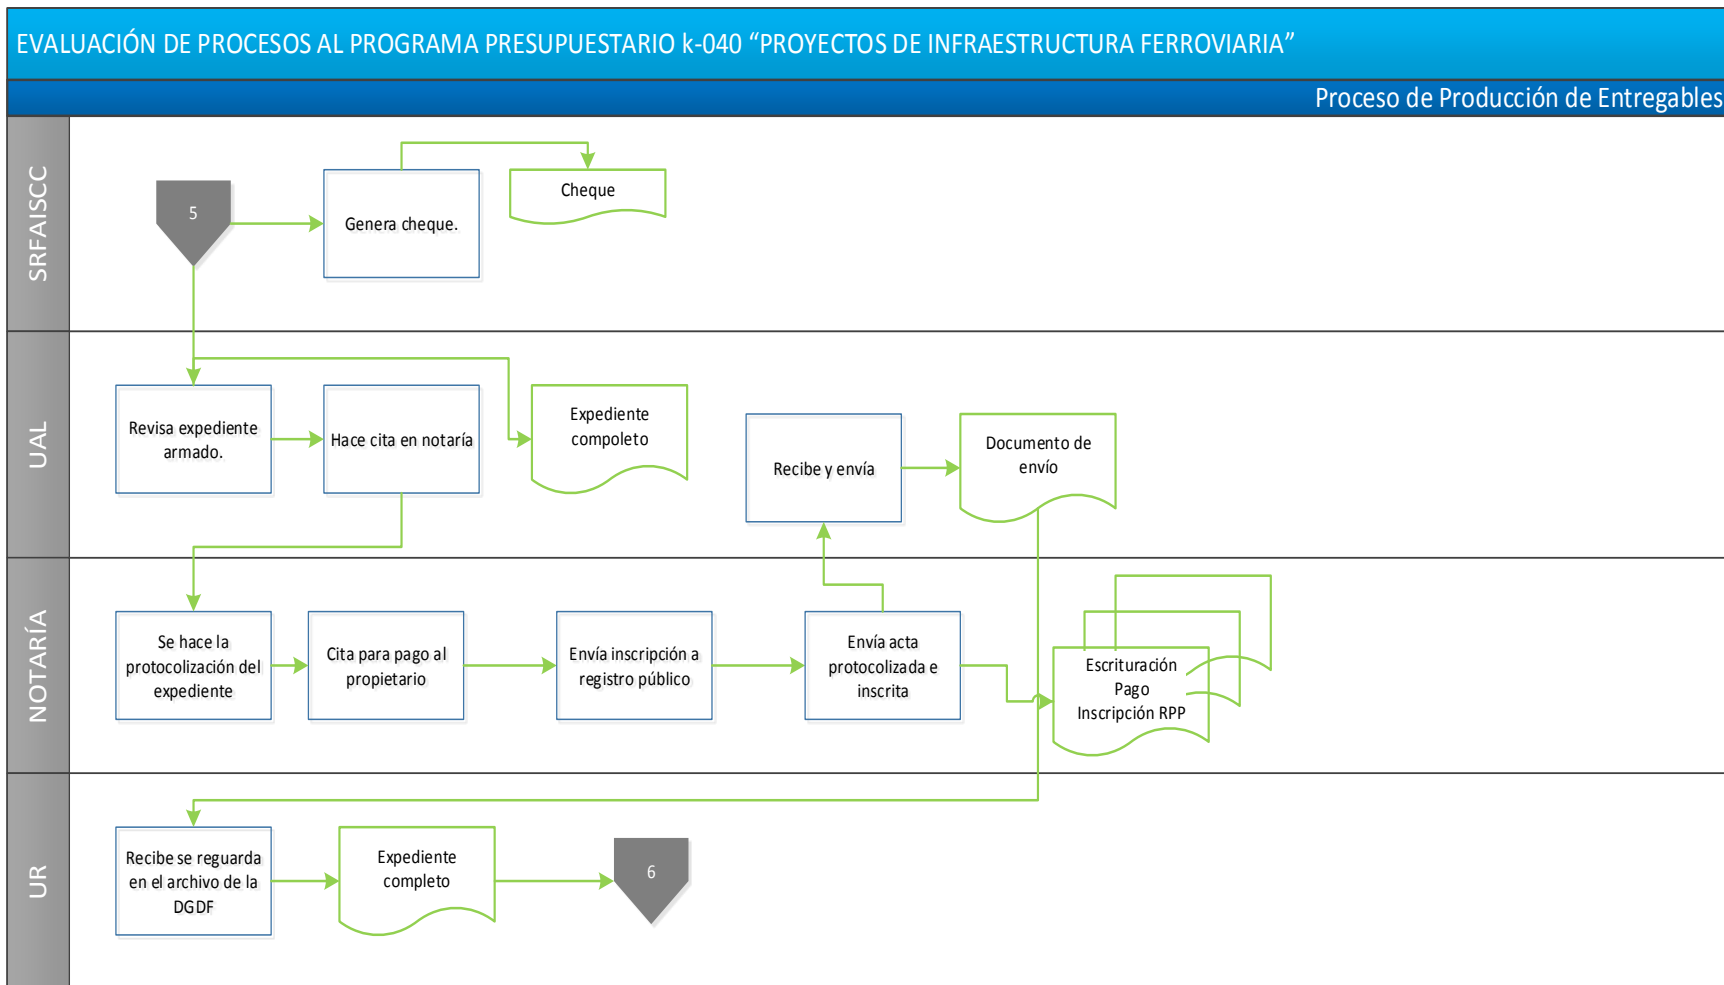 EVALUACIÓN DE PROCESOS AL PROGRAMA PRESUPUESTARIO k-040 “PROYECTOS DE INFRAESTRUCTURA FERROVIARIA”
Proceso de Producción de Entregables
SRFAISCC
5
Genera cheque.
Cheque
UAL
Revisa expediente
armado.
Hace cita en notaría
Expediente
compoleto
Recibe y envía
Documento de
envío
NOTARÍA
Se hace la
protocolización del
expediente
Cita para pago al
propietario
Envía inscripción a
registro público
Envía acta
protocolizada e
inscrita
Escrituración
Pago
Inscripción RPP
UR
Recibe se reguarda
en el archivo de la
DGDF
Expediente
completo
6